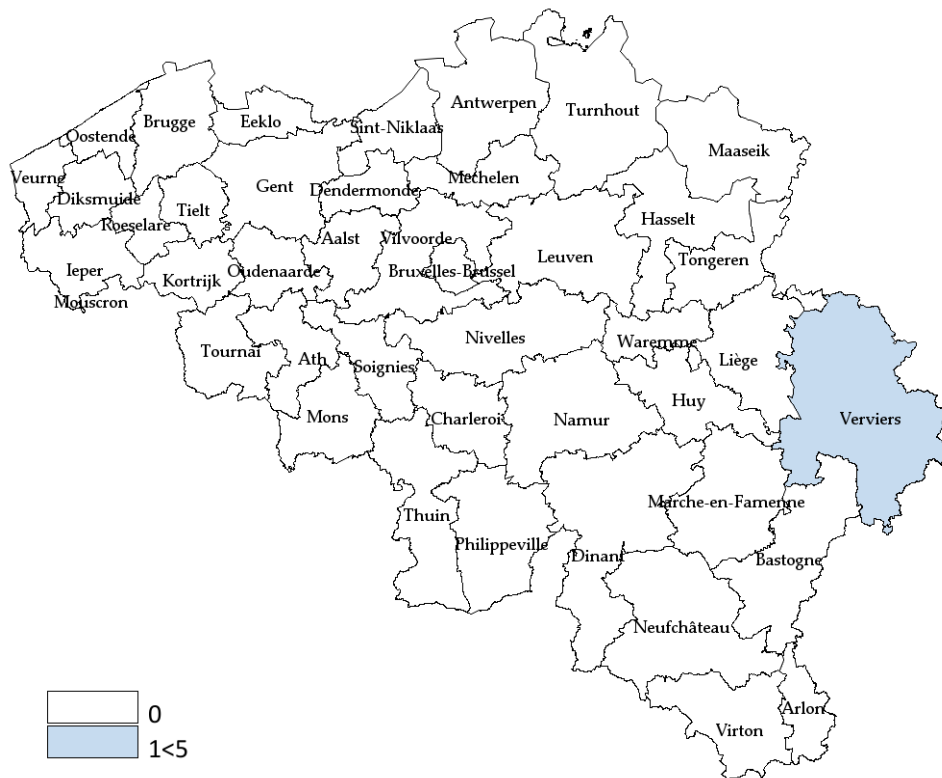 Antwerpen
Turnhout
Brugge
Eeklo
Sint-Niklaas
Oostende
Maaseik
Veurne
Gent
Dendermonde
Mechelen
Diksmuide
Tielt
Roeselare
Hasselt
Aalst
Vilvoorde
Leuven
Tongeren
Ieper
Kortrijk
Oudenaarde
Bruxelles-Brussel
Mouscron
Nivelles
Waremme
Tournai
Ath
Soignies
Liège
Huy
Mons
Charleroi
Namur
Verviers
Marche-en-Famenne
Thuin
Philippeville
Dinant
Bastogne
Neufchâteau
Arlon
Virton
0
1<5